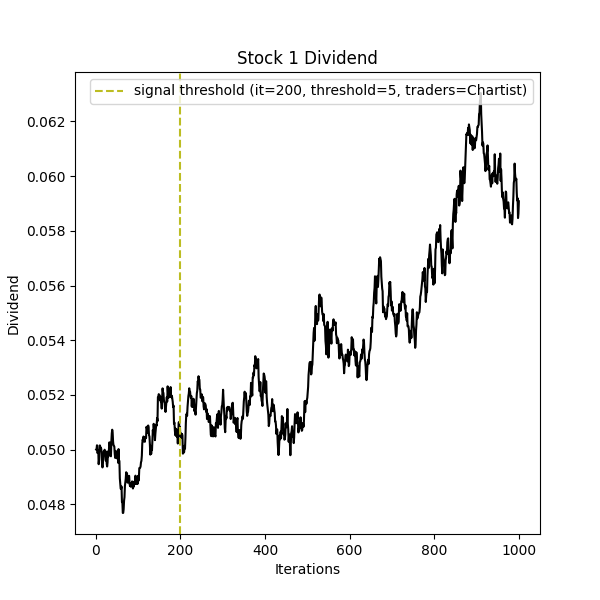 Stock 1 Dividend
signal threshold (it=200, threshold=5, traders=Chartist)
0.062
0.060
0.058
0.056
0.054
0.052
0.050
0.048
Dividend
0 200 400 600 800 1000
Iterations